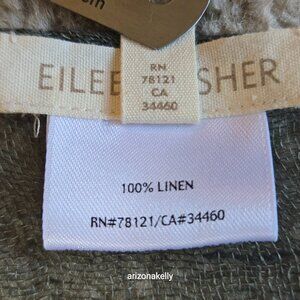 EILEE SHER
RN
78121
CA
34460
100% LINEN
RN#78121/CA#34460
arizonakelly